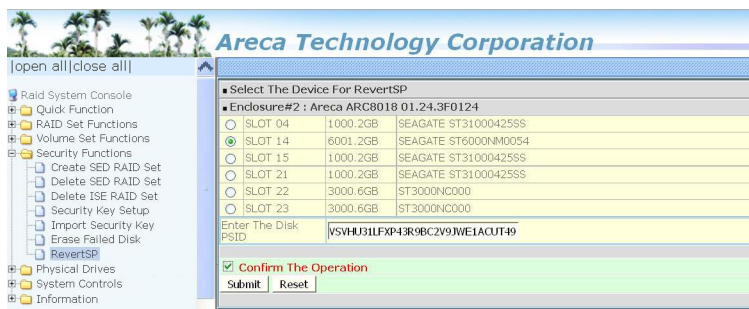 Areca Technology Corporation
|open all|close all|
Raid System Console
Quick Function
RAID Set Functions
Volume Set Functions
Security Functions
Create SED RAID Set
Delete SED RAID Set
Delete ISE RAID Set
Security Key Setup
Import Security Key
Erase Failed Disk
RevertSP
Physical Drives
System Controls
Information
Select The Device For RevertSP
Enclosure#2 : Areca ARC8018 01.24.3F0124
SLOT 04 1000.2GB SEAGATE ST31000425SS
SLOT 14 6001.2GB SEAGATE ST6000NM0054
SLOT 15 1000.2GB SEAGATE ST31000425SS
SLOT 21 1000.2GB SEAGATE ST31000425SS
SLOT 22 3000.6GB ST3000NC000
SLOT 23 3000.6GB ST3000NC000
Enter The Disk
PSID
VSVHU31LFXP43R9BC2V9JWE1ACUT49
Confirm The Operation
Submit Reset